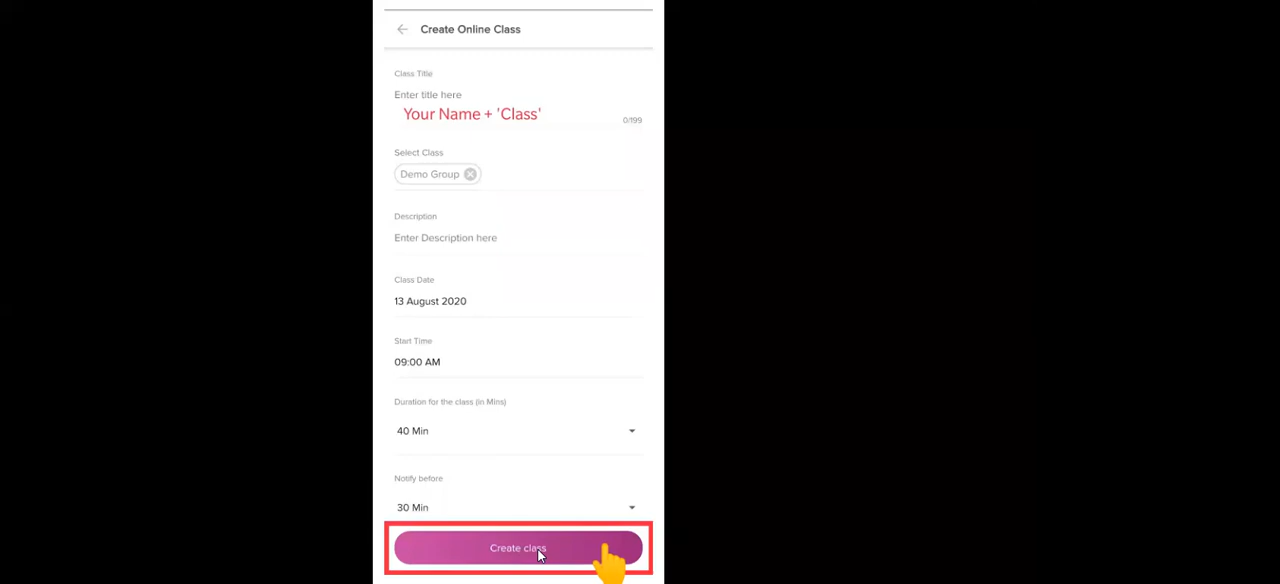 Create Online Class
Class Title
Enter title here
Your Name + 'Class'
0/199
Select Class
Demo Group
Description
Enter Description here
Class Date
13 August 2020
Start Time
09:00 AM
Duration for the class (in Mins)
40 Min
Notify before
30 Min
Create class